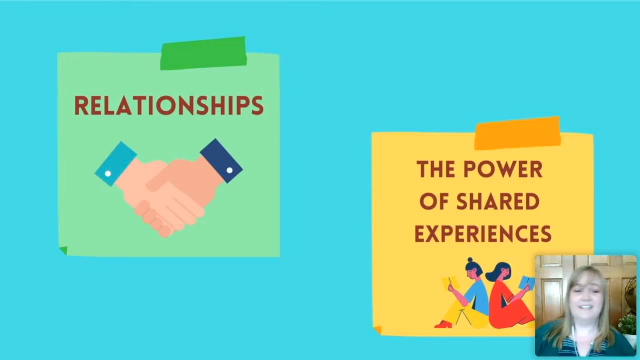 RELATIONSHIPS
THE POWER
OF SHARED
EXPERIENCES